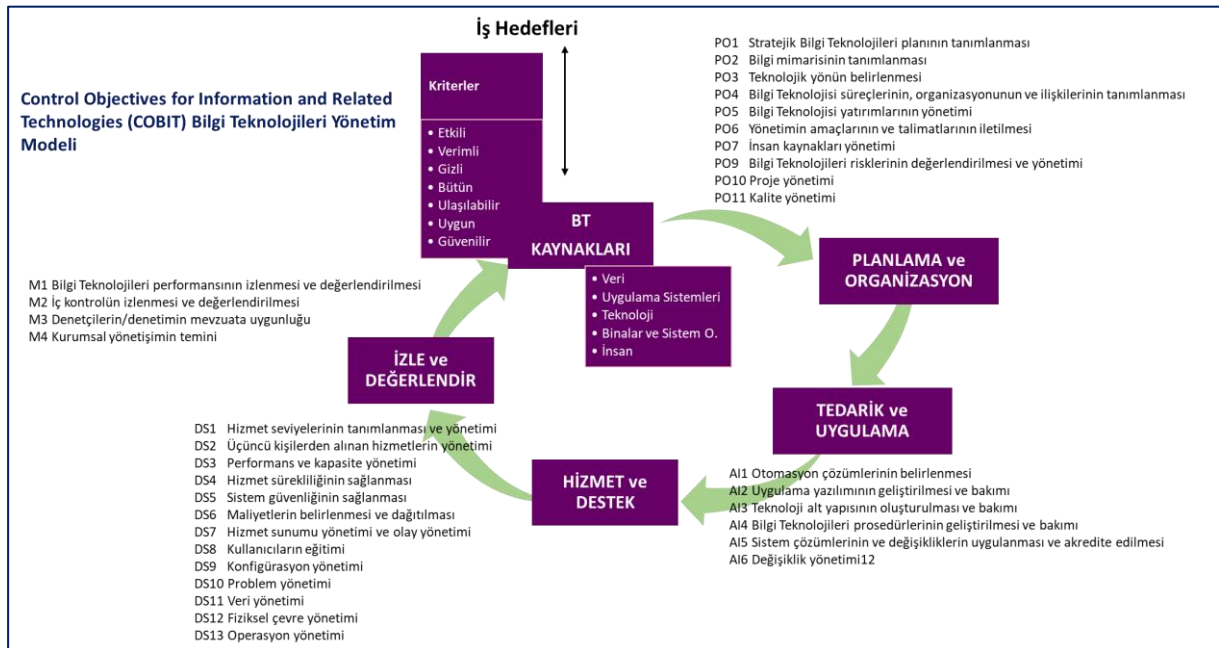 İş Hedefleri
Control Objectives for Information and Related
Technologies (COBIT) Bilgi Teknolojileri Yönetim
Modeli
Kriterler
• Etkili
• Verimli
• Gizli
• Bütün
• Ulaşılabilir
• Uygun
• Güvenilir
BT
KAYNAKLARI
• Veri
• Uygulama Sistemleri
• Teknoloji
• Binalar ve Sistem O.
• İnsan
PO1 Stratejik Bilgi Teknolojileri planının tanımlanması
PO2 Bilgi mimarisinin tanımlanması
PO3 Teknolojik yönün belirlenmesi
PO4 Bilgi Teknolojisi süreçlerinin, organizasyonunun ve ilişkilerinin tanımlanması
PO5 Bilgi Teknolojisi yatırımlarının yönetimi
PO6 Yönetimin amaçlarının ve talimatlarının iletilmesi
PO7 İnsan kaynakları yönetimi
PO9 Bilgi Teknolojileri risklerinin değerlendirilmesi ve yönetimi
PO10 Proje yönetimi
PO11 Kalite yönetimi
PLANLAMA ve
ORGANİZASYON
TEDARİK ve
UYGULAMA
AI1 Otomasyon çözümlerinin belirlenmesi
AI2 Uygulama yazılımının geliştirilmesi ve bakımı
AI3 Teknoloji alt yapısının oluşturulması ve bakımı
AI4 Bilgi Teknolojileri prosedürlerinin geliştirilmesi ve bakımı
AI5 Sistem çözümlerinin ve değişikliklerin uygulanması ve akredite edilmesi
AI6 Değişiklik yönetimi12
HİZMET ve
DESTEK
DS1 Hizmet seviyelerinin tanımlanması ve yönetimi
DS2 Üçüncü kişilerden alınan hizmetlerin yönetimi
DS3 Performans ve kapasite yönetimi
DS4 Hizmet sürekliliğinin sağlanması
DS5 Sistem güvenliğinin sağlanması
DS6 Maliyetlerin belirlenmesi ve dağıtılması
DS7 Hizmet sunumu yönetimi ve olay yönetimi
DS8 Kullanıcıların eğitimi
DS9 Konfigürasyon yönetimi
DS10 Problem yönetimi
DS11 Veri yönetimi
DS12 Fiziksel çevre yönetimi
DS13 Operasyon yönetimi
İZLE ve
DEĞERLENDİR
M1 Bilgi Teknolojileri performansının izlenmesi ve değerlendirilmesi
M2 İç kontrolün izlenmesi ve değerlendirilmesi
M3 Denetçilerin/denetimin mevzuata uygunluğu
M4 Kurumsal yönetişimin temini